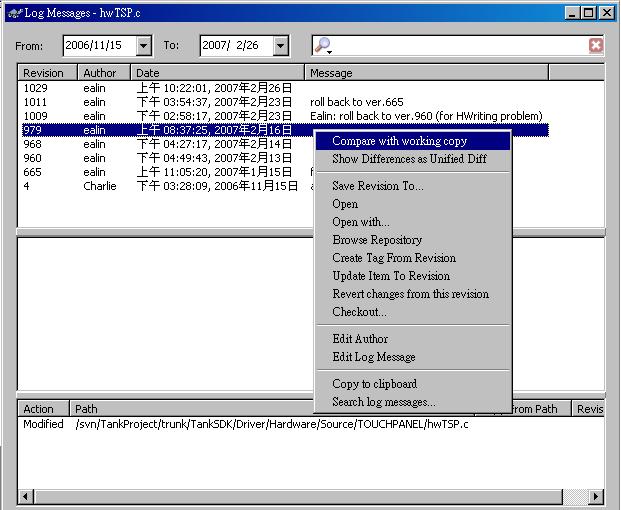 Log Messages - hwTSP.c
From: 2006/11/15 To: 2007/ 2/26
Revision Author Date Message
1029 ealin 上午 10:22:01, 2007年2月26日
1011 ealin 下午 03:54:37, 2007年2月23日 roll back to ver.665
1009 ealin 下午 02:58:17, 2007年2月23日 Ealin: roll back to ver.960 (for HWriting problem)
979 ealin 上午 08:37:25, 2007年2月16日
968 ealin 下午 04:27:17, 2007年2月14日
960 ealin 下午 04:49:43, 2007年2月13日
665 ealin 上午 11:05:20, 2007年1月15日
4 Charlie 下午 03:28:09, 2006年11月15日
Compare with working copy
Show Differences as Unified Diff
Save Revision To...
Open
Open with...
Browse Repository
Create Tag From Revision
Update Item To Revision
Revert changes from this revision
Checkout...
Edit Author
Edit Log Message
Copy to clipboard
Search log messages...
Action Path From Path Revis
Modified /svn/TankProject/trunk/TankSDK/Driver/Hardware/Source/TOUCHPANEL/hwTSP.c